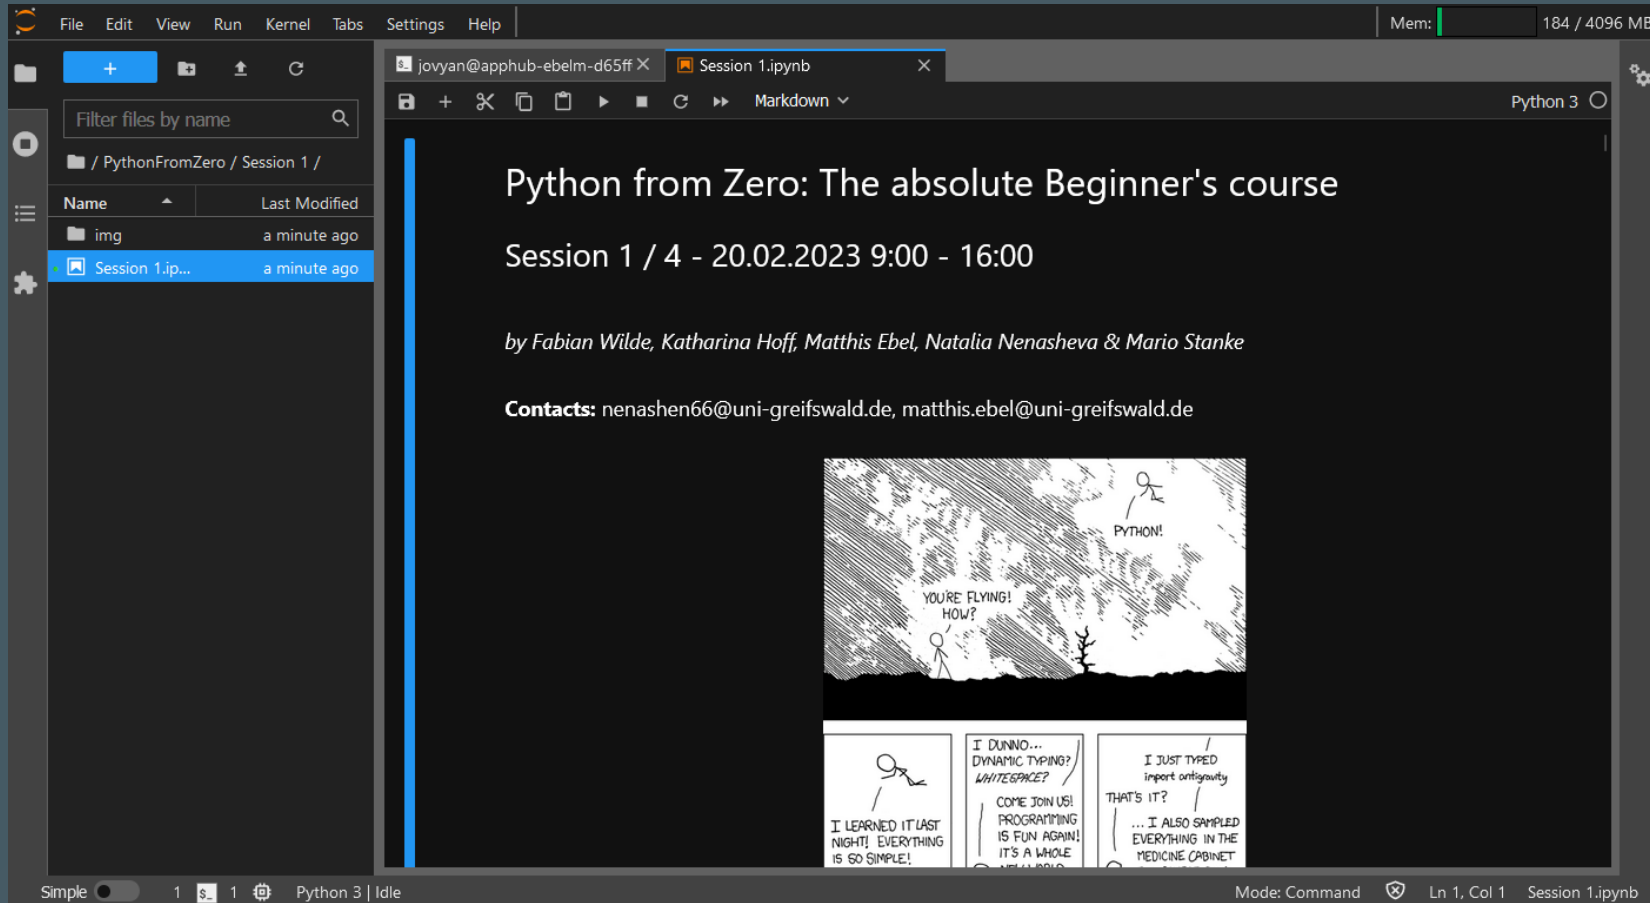 File Edit View Run Kernel Tabs Settings Help
Mem: 184 / 4096 MB
jovyan@apphub-ebelm-d65ff
Session 1.ipynb
Markdown
Python 3
Filter files by name
/ PythonFromZero / Session 1 /
Name Last Modified
img a minute ago
Session 1.ip... a minute ago
Python from Zero: The absolute Beginner's course
Session 1 / 4 - 20.02.2023 9:00 - 16:00
by Fabian Wilde, Katharina Hoff, Matthis Ebel, Natalia Nenasheva & Mario Stanke
Contacts: nenashen66@uni-greifswald.de, matthis.ebel@uni-greifswald.de
PYTHON!
YOU'RE FLYING!
HOW?
I LEARNED IT LAST
NIGHT! EVERYTHING
IS SO SIMPLE!
I DUNNO...
DYNAMIC TYPING?
WHITESPACE?
COME JOIN US!
PROGRAMMING
IS FUN AGAIN!
IT'S A WHOLE
I JUST TYPED
import antigravity
THAT'S IT?
... I ALSO SAMPLED
EVERYTHING IN THE
MEDICINE CABINET
Simple 1 $_ 1 Python 3 | Idle
Mode: Command Ln 1, Col 1 Session 1.ipynb